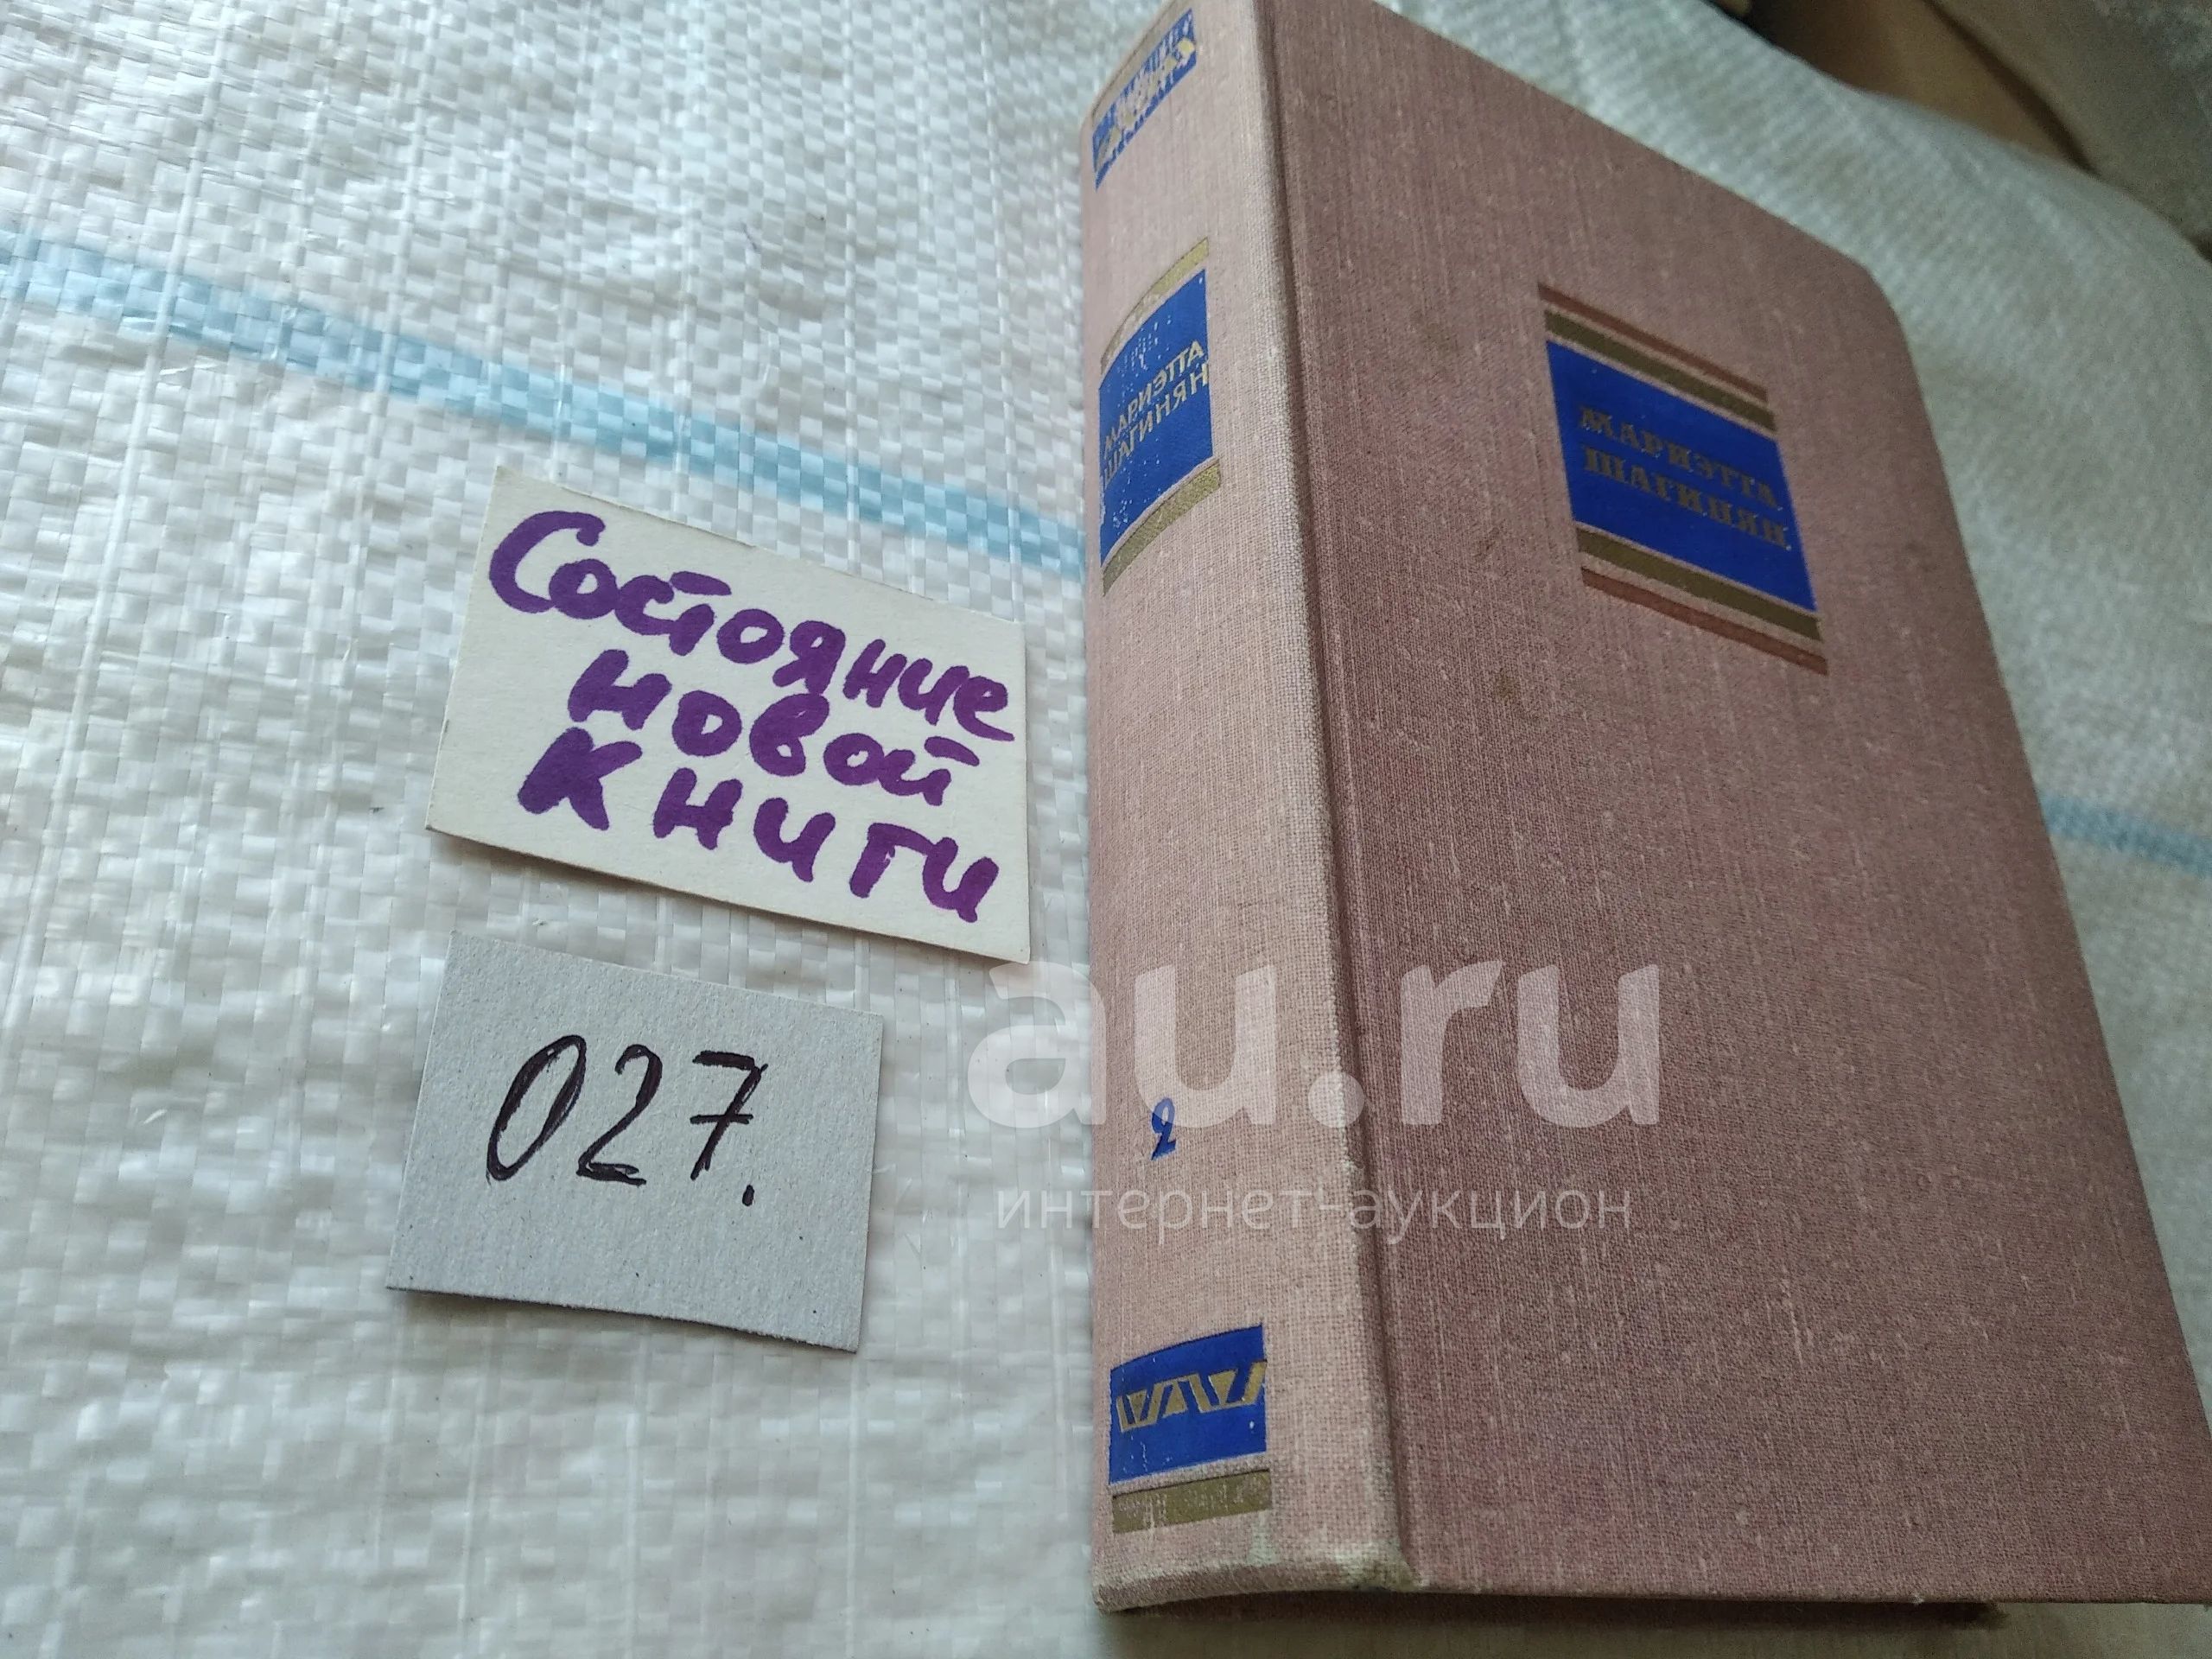 Состояние
новой
книги
027.
МАРИЭТТА
ШАГИНЯН
2
МАРИЭТТА
ШАГИНЯН
au.ru
интернет-аукцион